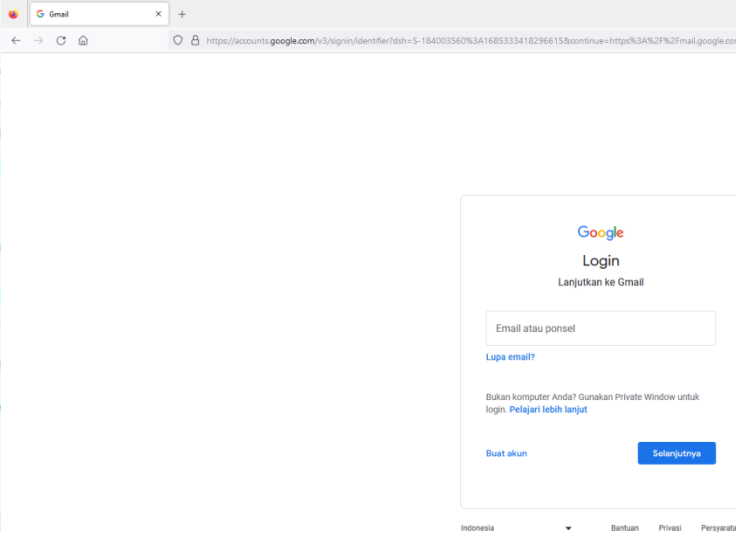 Gmail
https://accounts.google.com/v3/signin/identifier?dsh=S-184003560%3A1685333418296615&continue=https%3A%2F%2Fmail.google.com
Google
Login
Lanjutkan ke Gmail
Email atau ponsel
Lupa email?
Bukan komputer Anda? Gunakan Private Window untuk
login. Pelajari lebih lanjut
Buat akun Selanjutnya
Indonesia Bantuan Privasi